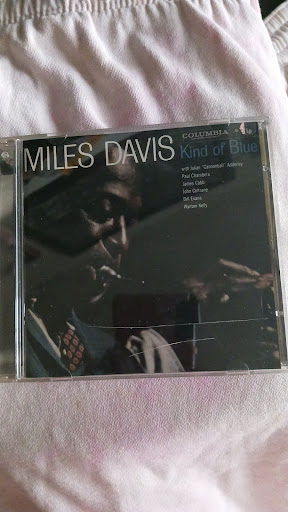 COLUMBIA
MILES DAVIS Kind of Blue
with Julian "Cannonball" Adderley
Paul Chambers
James Cobb
John Coltrane
Bill Evans
Wynton Kelly